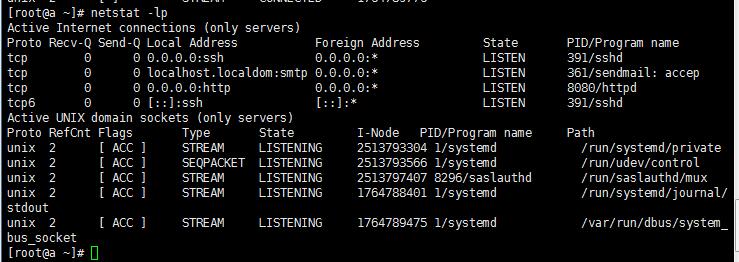 unix  2      [ ]         STREAM     CONNECTED     1764789776
[root@a ~]# netstat -lp
Active Internet connections (only servers)
Proto Recv-Q Send-Q Local Address           Foreign Address         State       PID/Program name
tcp        0      0 0.0.0.0:ssh             0.0.0.0:*               LISTEN      391/sshd
tcp        0      0 localhost.localdom:smtp 0.0.0.0:*               LISTEN      361/sendmail: accep
tcp        0      0 0.0.0.0:http            0.0.0.0:*               LISTEN      8080/httpd
tcp6       0      0 [::]:ssh                [::]:*                  LISTEN      391/sshd
Active UNIX domain sockets (only servers)
Proto RefCnt Flags       Type       State         I-Node   PID/Program name     Path
unix  2      [ ACC ]     STREAM     LISTENING     2513793304 1/systemd            /run/systemd/private
unix  2      [ ACC ]     SEQPACKET  LISTENING     2513793566 1/systemd            /run/udev/control
unix  2      [ ACC ]     STREAM     LISTENING     2513797407 8296/saslauthd       /run/saslauthd/mux
unix  2      [ ACC ]     STREAM     LISTENING     1764788401 1/systemd            /run/systemd/journal/
stdout
unix  2      [ ACC ]     STREAM     LISTENING     1764789475 1/systemd            /var/run/dbus/system_
bus_socket
[root@a ~]#